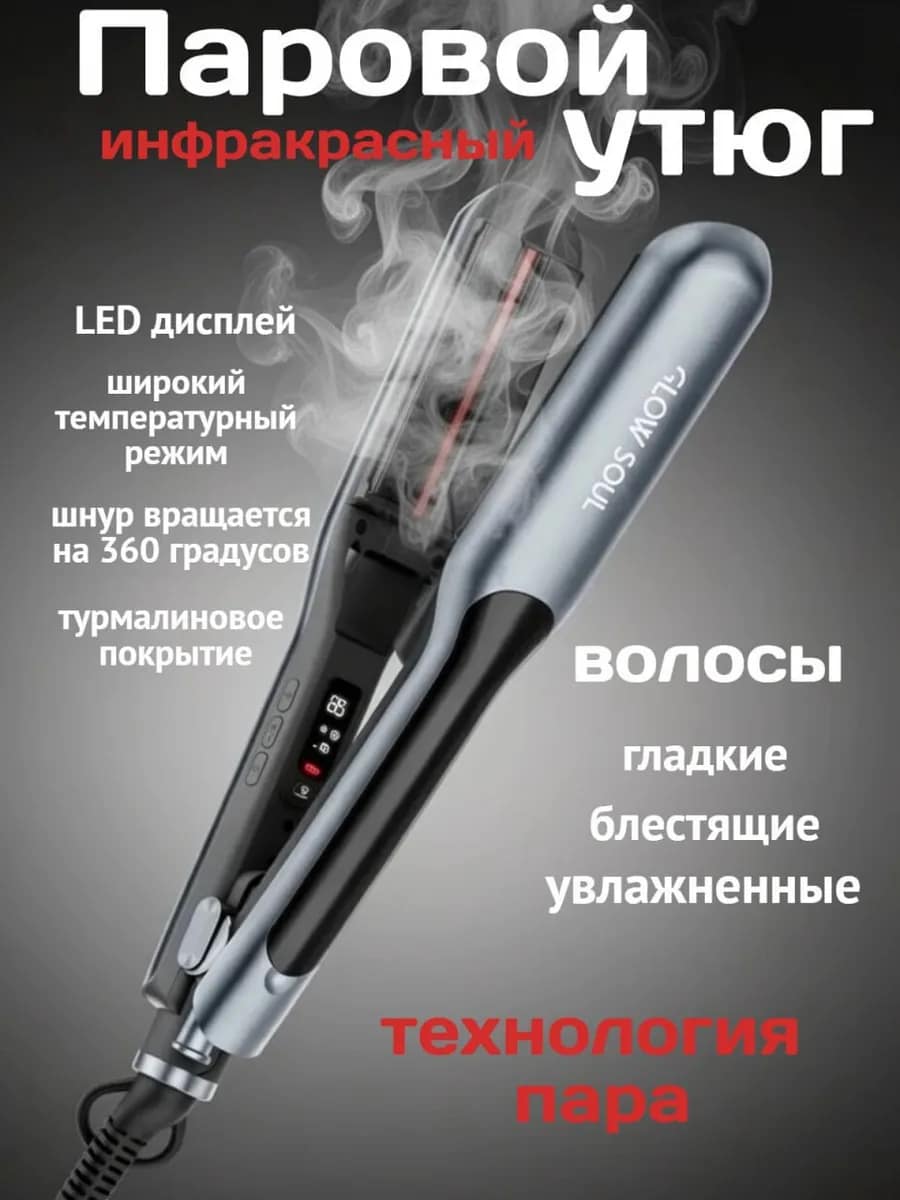 Паровой
инфракрасный утюг
LED дисплей
широкий
температурный
режим
шнур вращается
на 360 градусов
турмалиновое
покрытие
GLOW SOUL
волосы
гладкие
блестящие
увлажненные
технология
пара